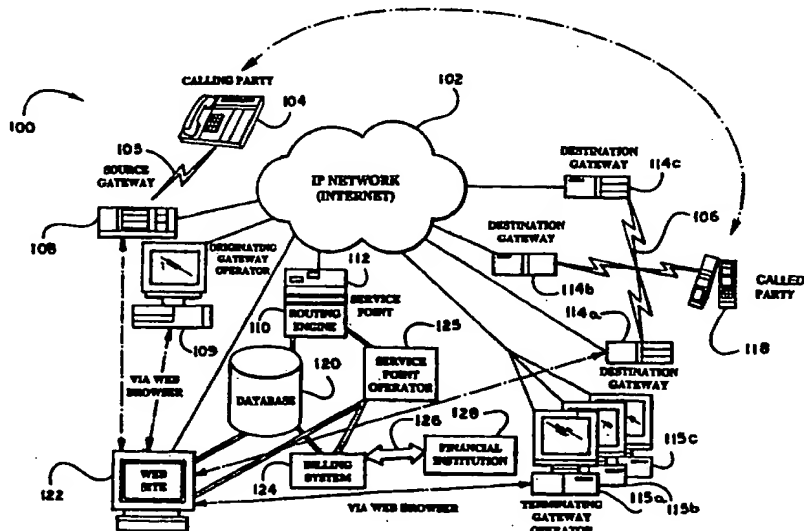 CALLING PARTY
104
100
102
105
SOURCE
GATEWAY
DESTINATION
GATEWAY
114c
IP NETWORK
(INTERNET)
106
108
ORIGINATING
GATEWAY
OPERATOR
DESTINATION
GATEWAY
114b
CALLED
PARTY
118
112
SERVICE
POINT
110
ROUTING
ENGINE
125
114a
DESTINATION
GATEWAY
109
120
SERVICE
POINT
OPERATOR
VIA WEB
BROWSER
DATABASE
126
128
FINANCIAL
INSTITUTION
122
WEB
SITE
124
BILLING
SYSTEM
115c
115b
115a
VIA WEB BROWSER
TERMINATING
GATEWAY
OPERATOR